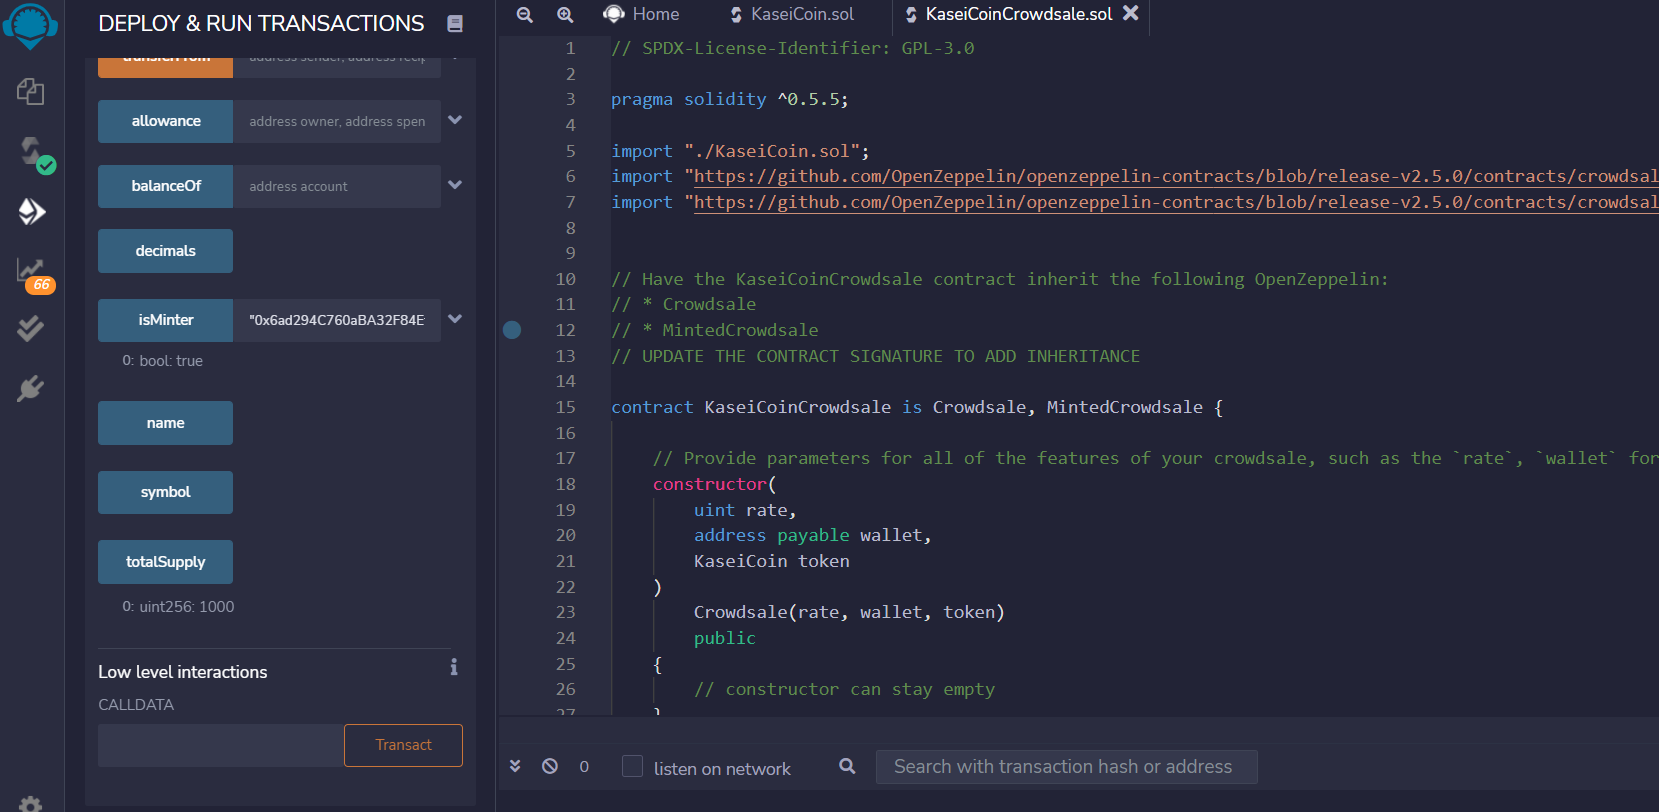 DEPLOY & RUN TRANSACTIONS
transferFrom
address sender, address recip
allowance
address owner, address spen
balanceOf
address account
decimals
isMinter
"0x6ad294C760aBA32F84E
0: bool: true
name
symbol
totalSupply
0: uint256: 1000
Low level interactions
CALLDATA
Transact
66
Home
KaseiCoin.sol
KaseiCoinCrowdsale.sol
1 // SPDX-License-Identifier: GPL-3.0
2
3 pragma solidity ^0.5.5;
4
5 import "./KaseiCoin.sol";
6 import "https://github.com/OpenZeppelin/openzeppelin-contracts/blob/release-v2.5.0/contracts/crowdsal
7 import "https://github.com/OpenZeppelin/openzeppelin-contracts/blob/release-v2.5.0/contracts/crowdsal
8
9
10 // Have the KaseiCoinCrowdsale contract inherit the following OpenZeppelin:
11 // * Crowdsale
12 // * MintedCrowdsale
13 // UPDATE THE CONTRACT SIGNATURE TO ADD INHERITANCE
14
15 contract KaseiCoinCrowdsale is Crowdsale, MintedCrowdsale {
16
17 // Provide parameters for all of the features of your crowdsale, such as the `rate`, `wallet` for
18 constructor(
19 uint rate,
20 address payable wallet,
21 KaseiCoin token
22 )
23 Crowdsale(rate, wallet, token)
24 public
25 {
26 // constructor can stay empty
27 }
0
listen on network
Search with transaction hash or address